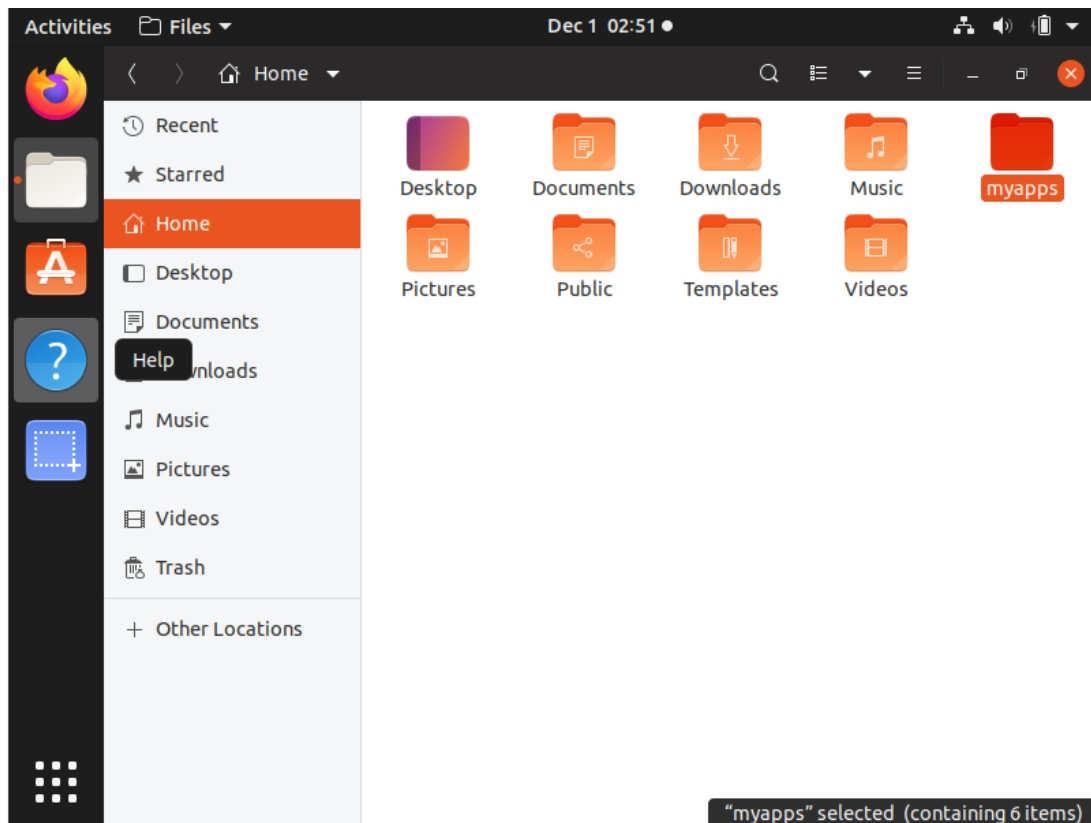 Activities Files Dec 1 02:51
Home
Recent
Starred
Home
Desktop
Documents
Help
wnloads
Music
Pictures
Videos
Trash
Other Locations
Desktop Documents Downloads Music myapps
Pictures Public Templates Videos
"myapps" selected (containing 6 items)